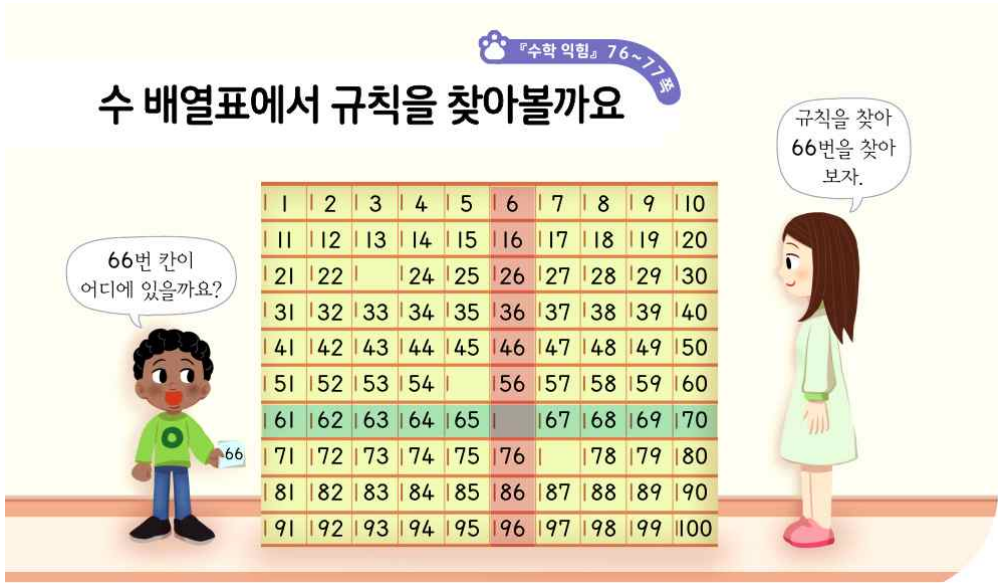 『수학 익힘』 76~77쪽
수 배열표에서 규칙을 찾아볼까요
규칙을 찾아
66번을 찾아
보자.
66번 칸이
어디에 있을까요?
1 2 3 4 5 6 7 8 9 10
11 12 13 14 15 16 17 18 19 20
21 22 24 25 26 27 28 29 30
31 32 33 34 35 36 37 38 39 40
41 42 43 44 45 46 47 48 49 50
51 52 53 54 56 57 58 59 60
61 62 63 64 65 67 68 69 70
71 72 73 74 75 76 78 79 80
81 82 83 84 85 86 87 88 89 90
91 92 93 94 95 96 97 98 99 100
66